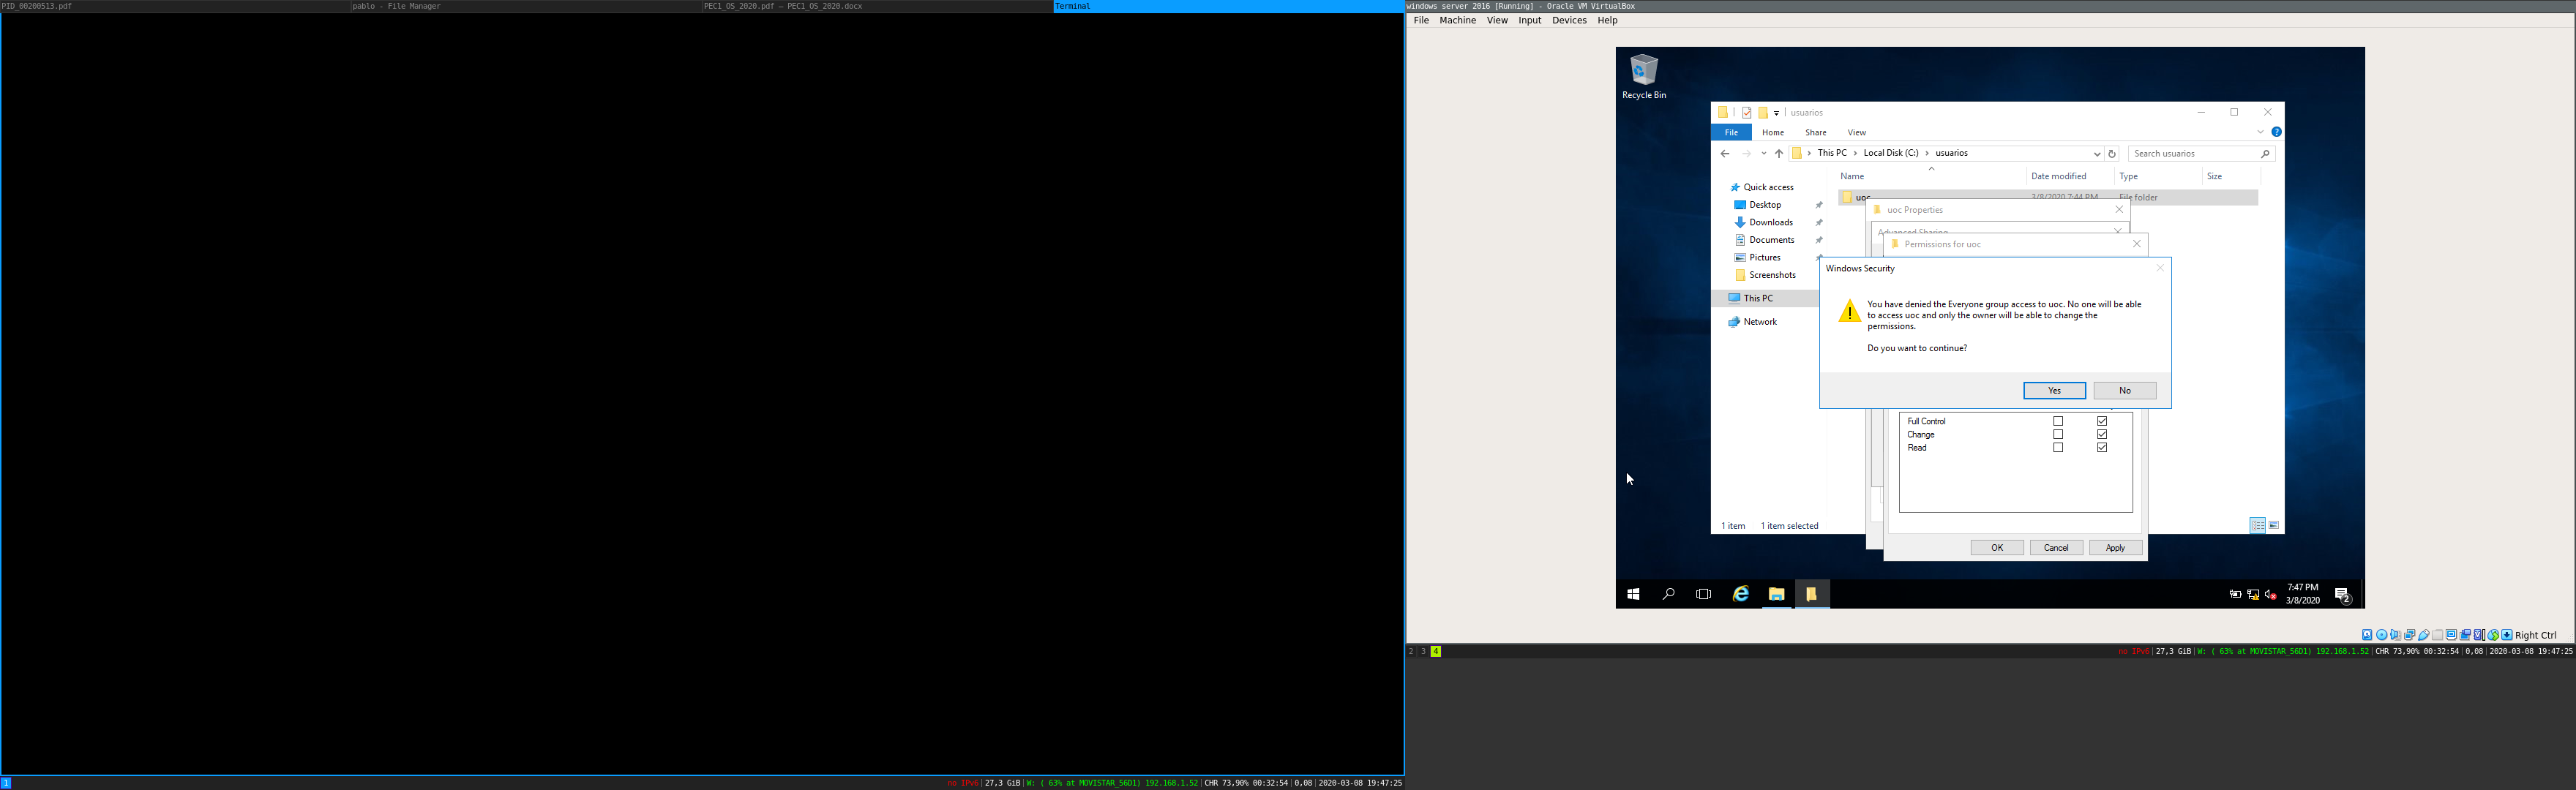 PID_00200513.pdf
pablo - File Manager
PEC1_OS_2020.pdf — PEC1_OS_2020.docx
Terminal
1
no IPv6|27,3 GiB|W: ( 63% at MOVISTAR_56D1) 192.168.1.52|CHR 73,90% 00:32:54|0,08|2020-03-08 19:47:25
windows server 2016 [Running] - Oracle VM VirtualBox
File Machine View Input Devices Help
Recycle Bin
usuarios
File Home Share View
This PC › Local Disk (C:) › usuarios
Search usuarios
Name Date modified Type Size
uoc 3/8/2020 7:44 PM File folder
Quick access
Desktop
Downloads
Documents
Pictures
Screenshots
This PC
Network
1 item 1 item selected
uoc Properties
Advanced Sharing
Permissions for uoc
Windows Security
You have denied the Everyone group access to uoc. No one will be able
to access uoc and only the owner will be able to change the
permissions.
Do you want to continue?
Yes No
Full Control
Change
Read
OK Cancel Apply
7:47 PM
3/8/2020
2
Right Ctrl
2 3 4
no IPv6|27,3 GiB|W: ( 63% at MOVISTAR_56D1) 192.168.1.52|CHR 73,90% 00:32:54|0,08|2020-03-08 19:47:25